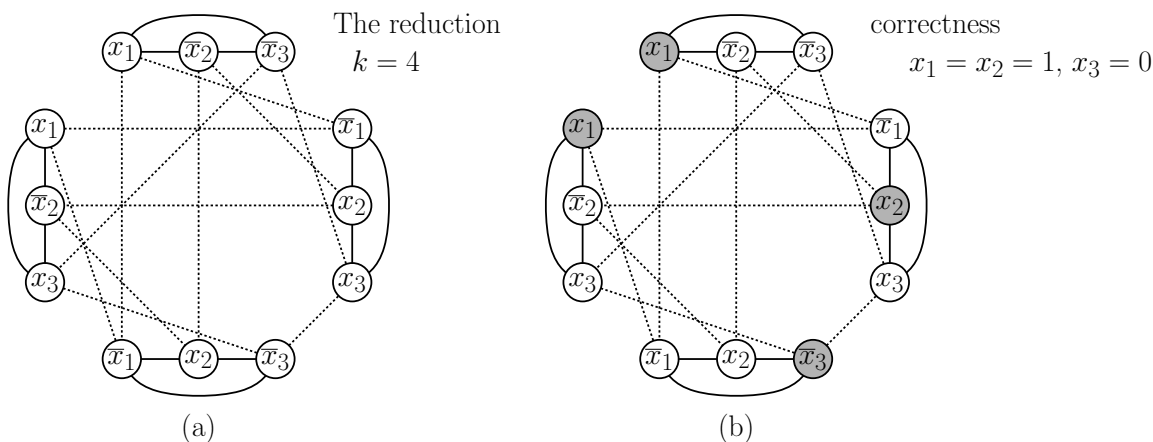 The reduction
k = 4
x₁ x̅₂ x̅₃
x₁ x̅₁
x̅₂ x₂
x₃ x₃
x̅₁ x₂ x̅₃
(a)
correctness
x₁ = x₂ = 1, x₃ = 0
x₁ x̅₂ x̅₃
x₁ x̅₁
x̅₂ x₂
x₃ x₃
x̅₁ x₂ x̅₃
(b)